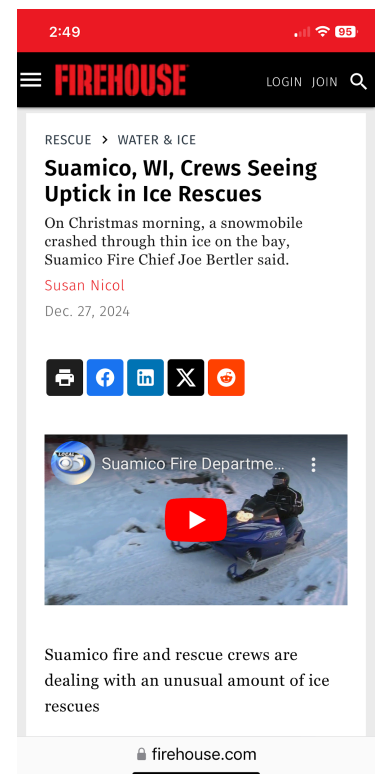 2:49
95
FIREHOUSE
LOGIN JOIN
RESCUE > WATER & ICE
Suamico, WI, Crews Seeing
Uptick in Ice Rescues
On Christmas morning, a snowmobile
crashed through thin ice on the bay,
Suamico Fire Chief Joe Bertler said.
Susan Nicol
Dec. 27, 2024
f in X
LOCAL
5
Suamico Fire Departme...
Suamico fire and rescue crews are
dealing with an unusual amount of ice
rescues
firehouse.com